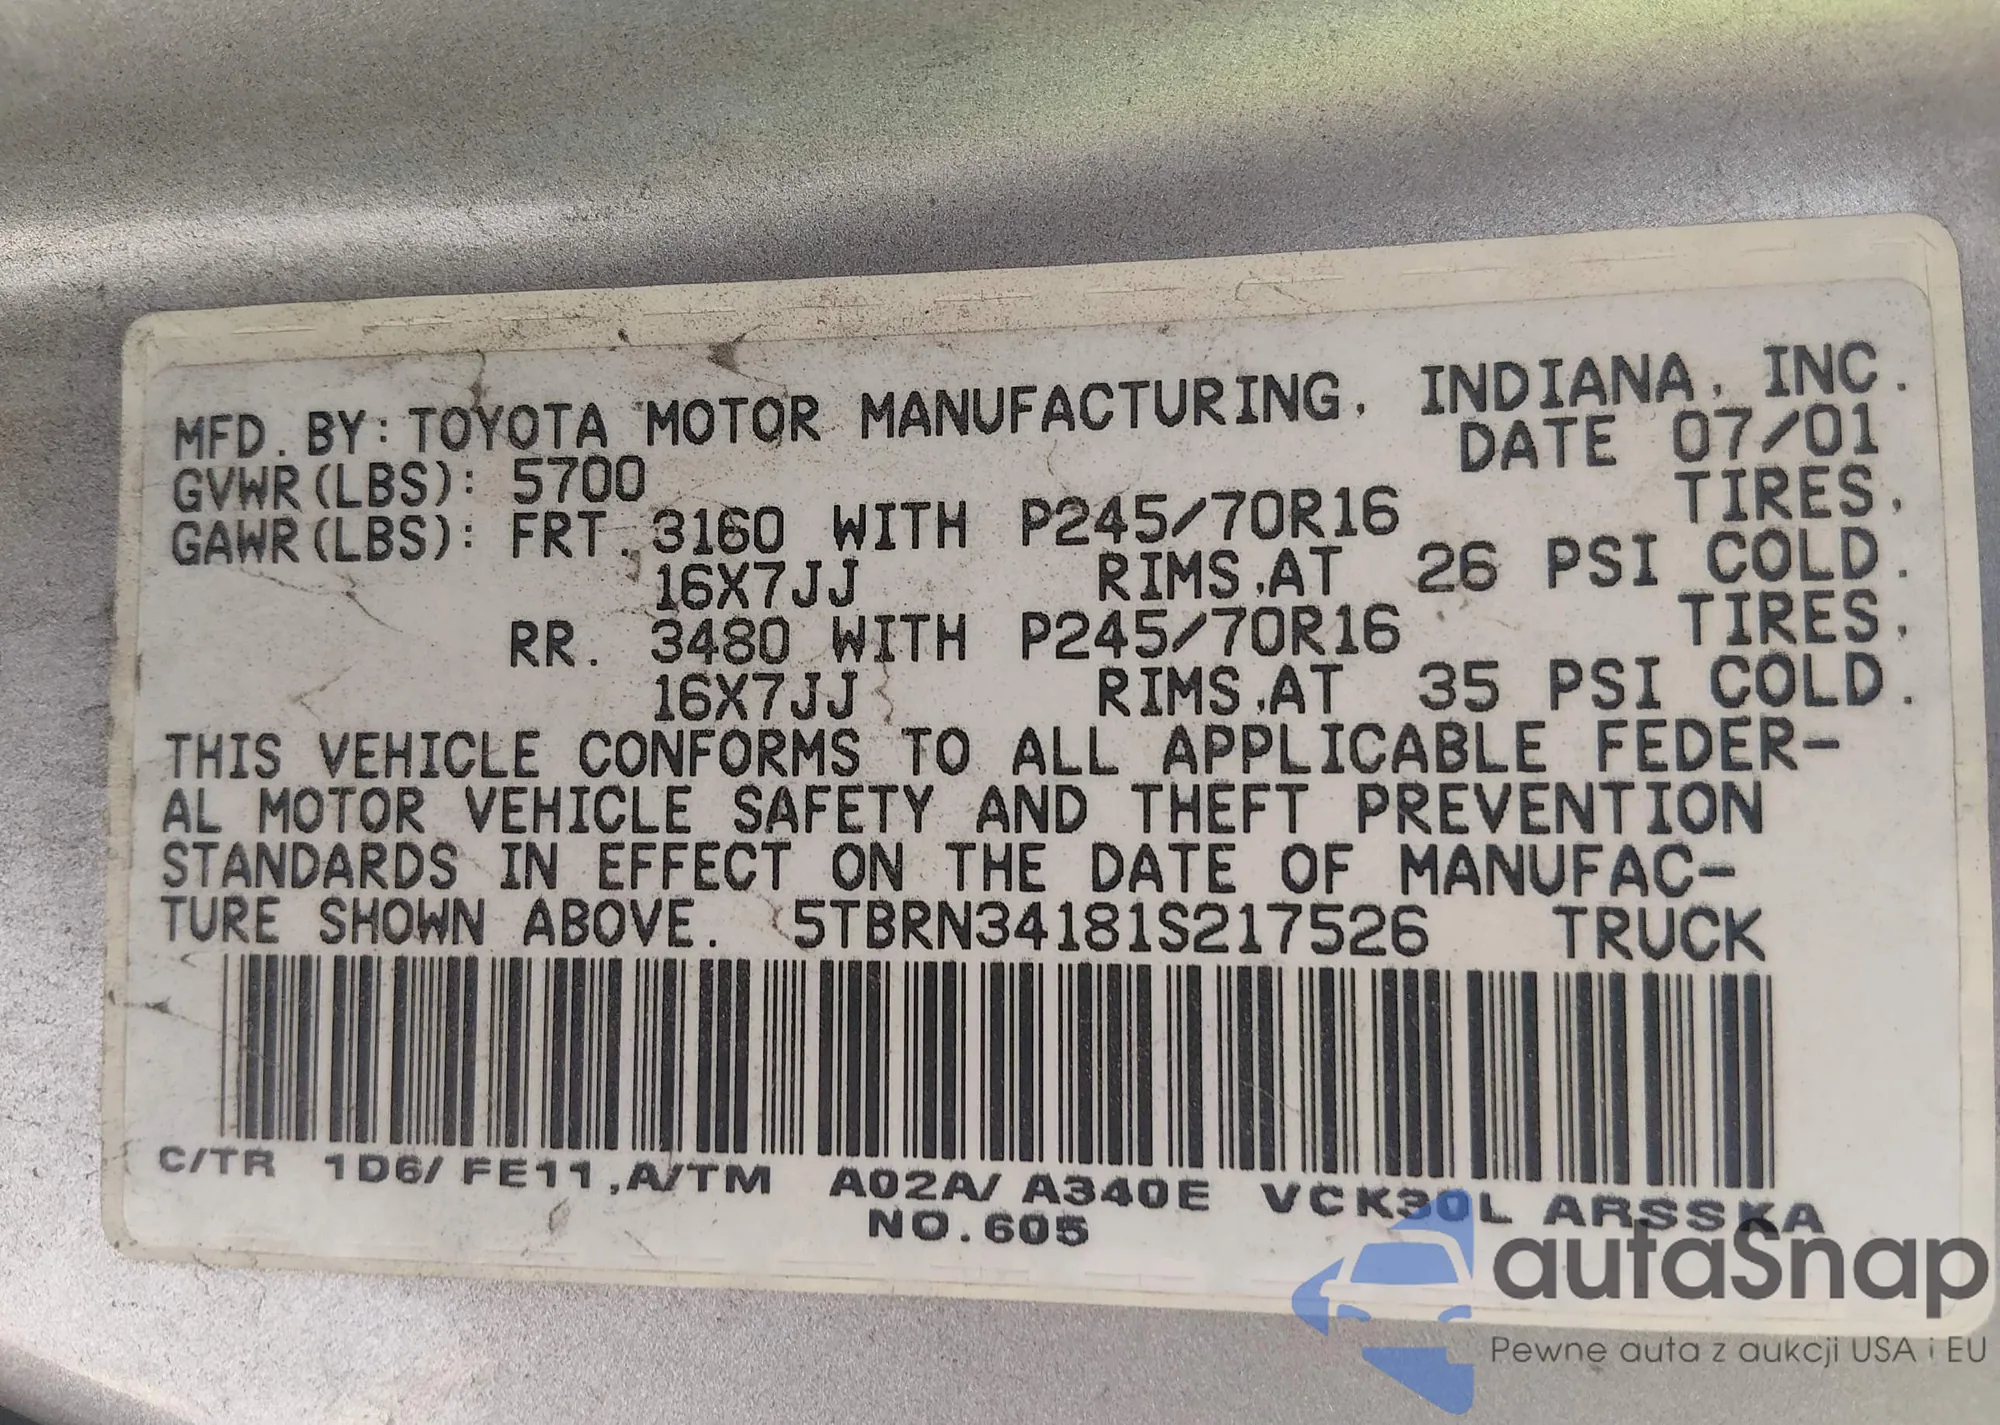 MFD. BY: TOYOTA MOTOR MANUFACTURING, INDIANA, INC.
DATE 07/01
GVWR(LBS): 5700
GAWR(LBS): FRT. 3160 WITH P245/70R16 TIRES,
16X7JJ RIMS,AT 26 PSI COLD.
RR. 3480 WITH P245/70R16 TIRES,
16X7JJ RIMS,AT 35 PSI COLD.
THIS VEHICLE CONFORMS TO ALL APPLICABLE FEDER-
AL MOTOR VEHICLE SAFETY AND THEFT PREVENTION
STANDARDS IN EFFECT ON THE DATE OF MANUFAC-
TURE SHOWN ABOVE. 5TBRN34181S217526 TRUCK
C/TR 1D6/ FE11,A/TM A02A/ A340E VCK30L ARSSKA
NO.605
autaSnap
Pewne auta z aukcji USA i EU